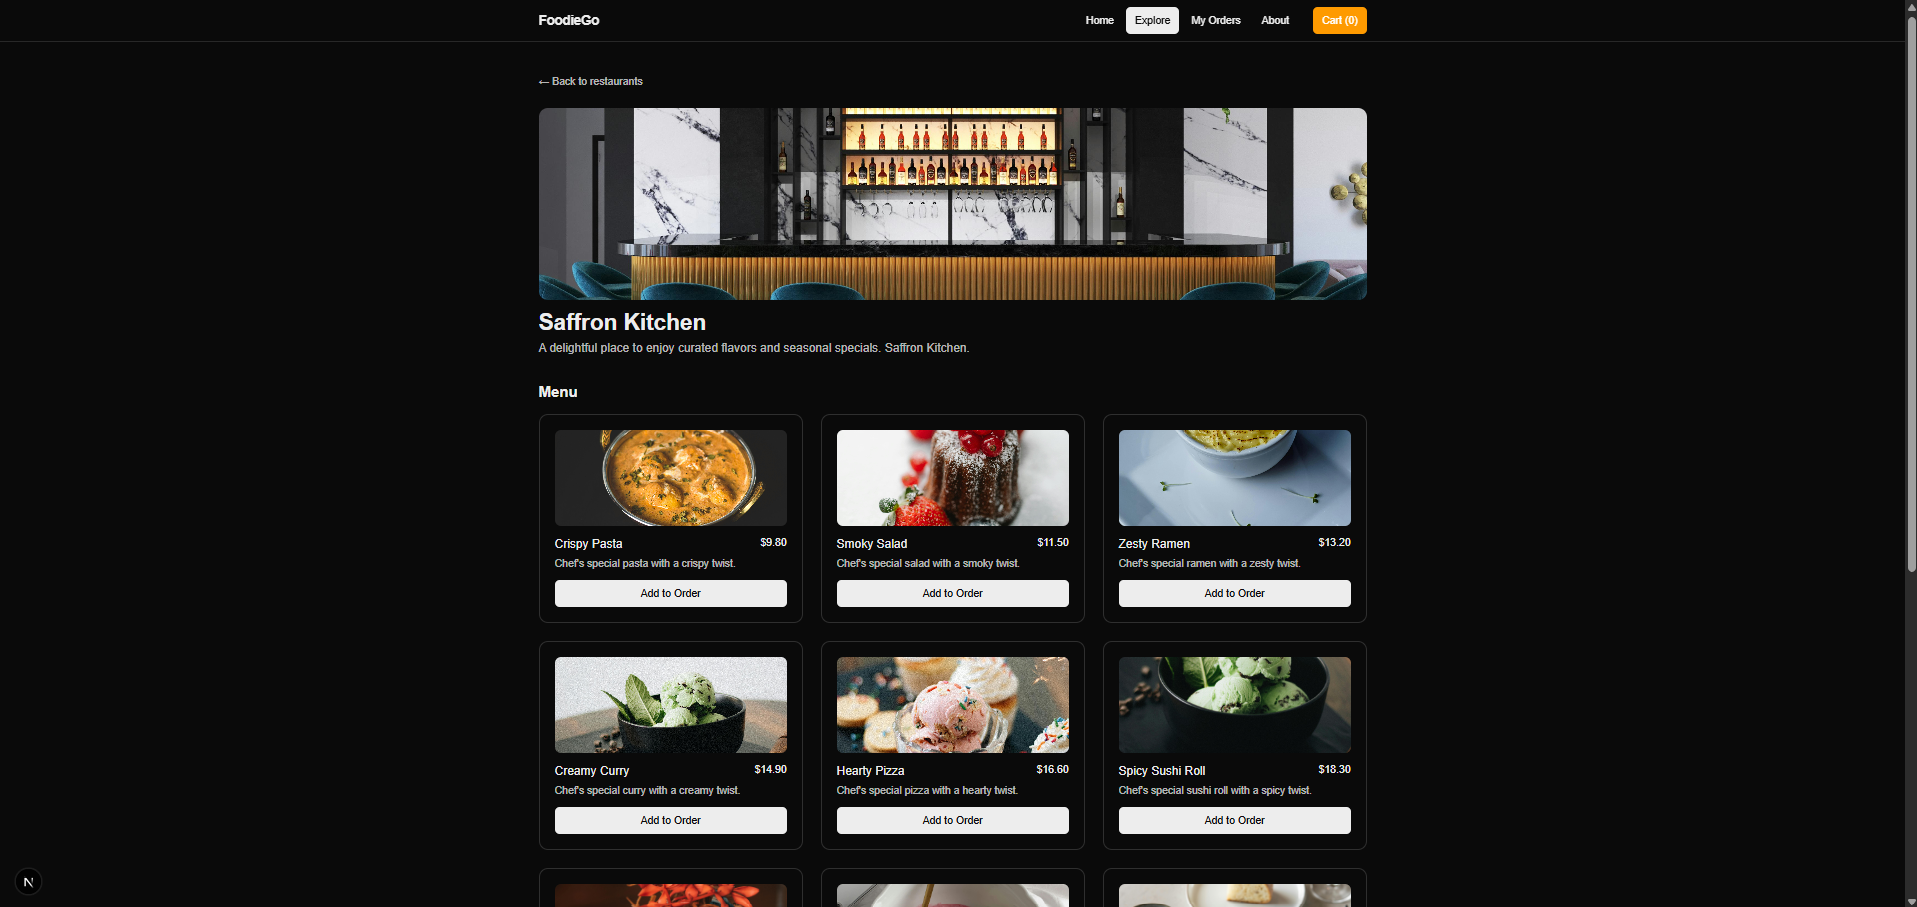 FoodieGo
Home
Explore
My Orders
About
Cart (0)
← Back to restaurants
Saffron Kitchen
A delightful place to enjoy curated flavors and seasonal specials. Saffron Kitchen.
Menu
Crispy Pasta
$9.80
Chef's special pasta with a crispy twist.
Add to Order
Smoky Salad
$11.50
Chef's special salad with a smoky twist.
Add to Order
Zesty Ramen
$13.20
Chef's special ramen with a zesty twist.
Add to Order
Creamy Curry
$14.90
Chef's special curry with a creamy twist.
Add to Order
Hearty Pizza
$16.60
Chef's special pizza with a hearty twist.
Add to Order
Spicy Sushi Roll
$18.30
Chef's special sushi roll with a spicy twist.
Add to Order
N